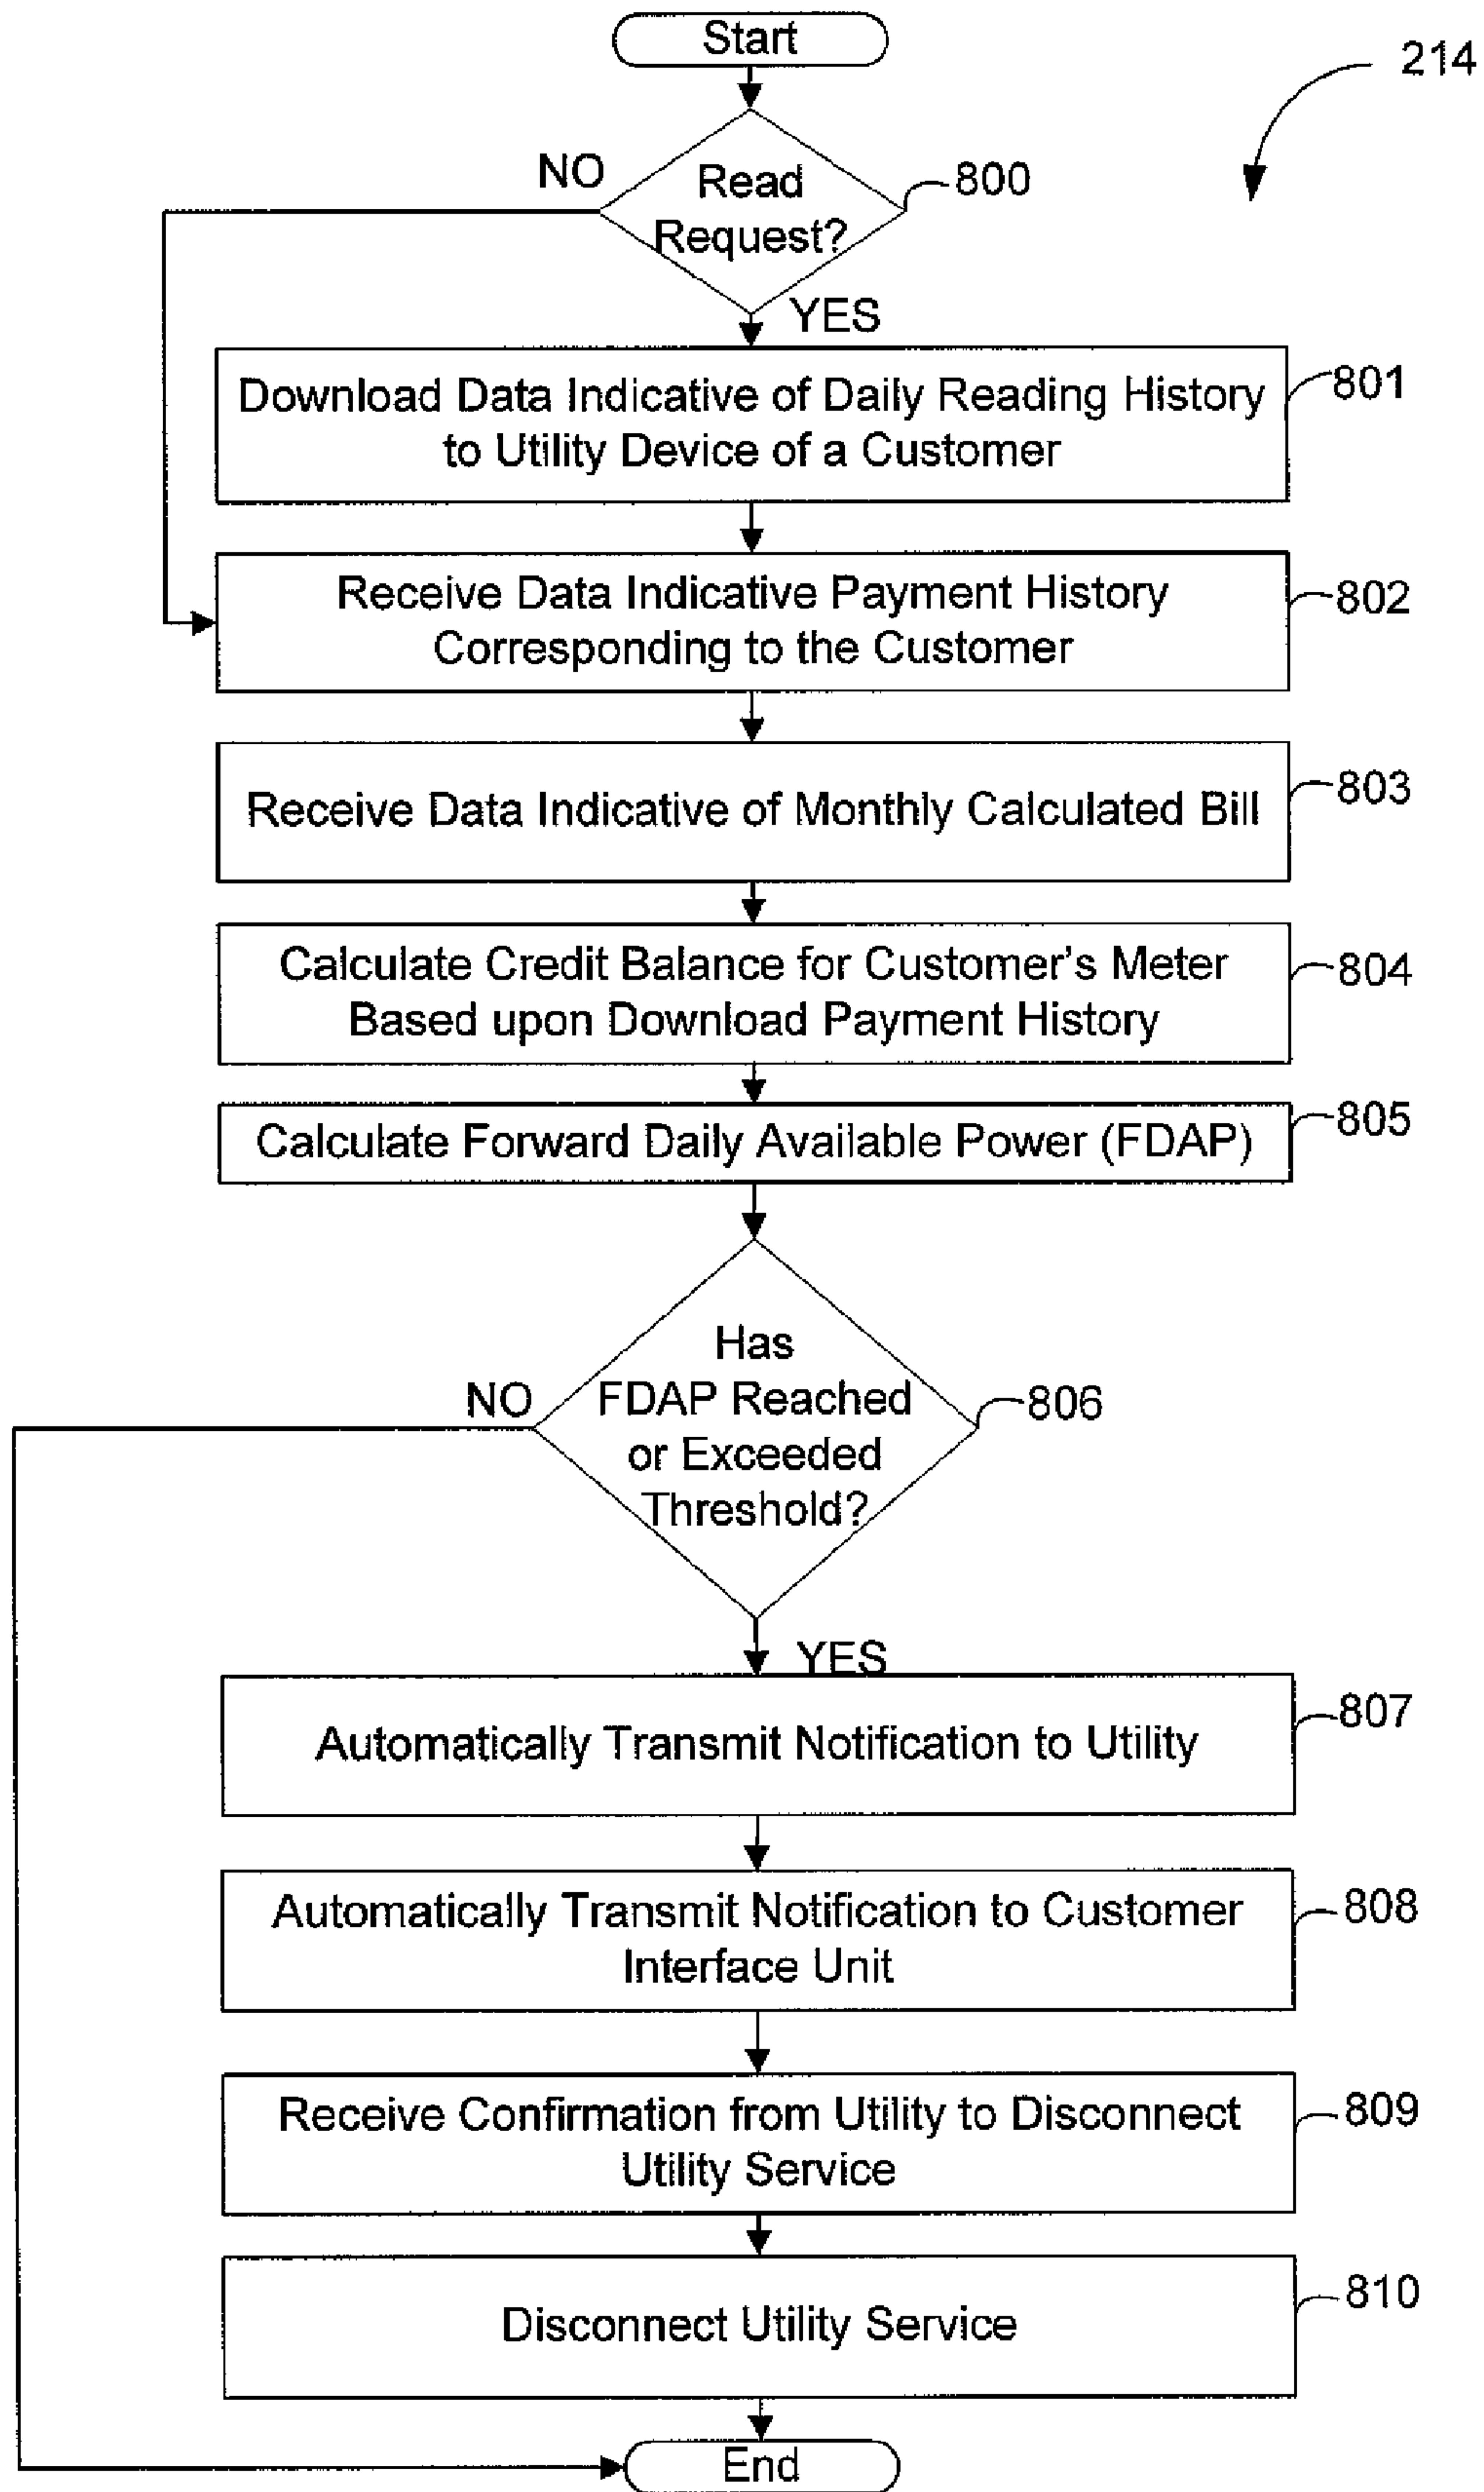 Start
214
NO
Read
Request?
800
YES
Download Data Indicative of Daily Reading History
to Utility Device of a Customer
801
Receive Data Indicative Payment History
Corresponding to the Customer
802
Receive Data Indicative of Monthly Calculated Bill
803
Calculate Credit Balance for Customer's Meter
Based upon Download Payment History
804
Calculate Forward Daily Available Power (FDAP)
805
Has
FDAP Reached
or Exceeded
Threshold?
NO
806
YES
Automatically Transmit Notification to Utility
807
Automatically Transmit Notification to Customer
Interface Unit
808
Receive Confirmation from Utility to Disconnect
Utility Service
809
Disconnect Utility Service
810
End